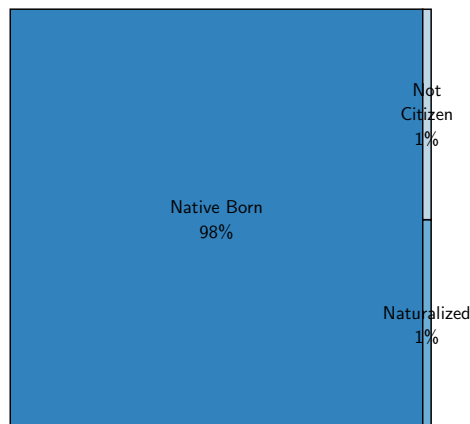 Not
Citizen
1%
Native Born
98%
Naturalized
1%